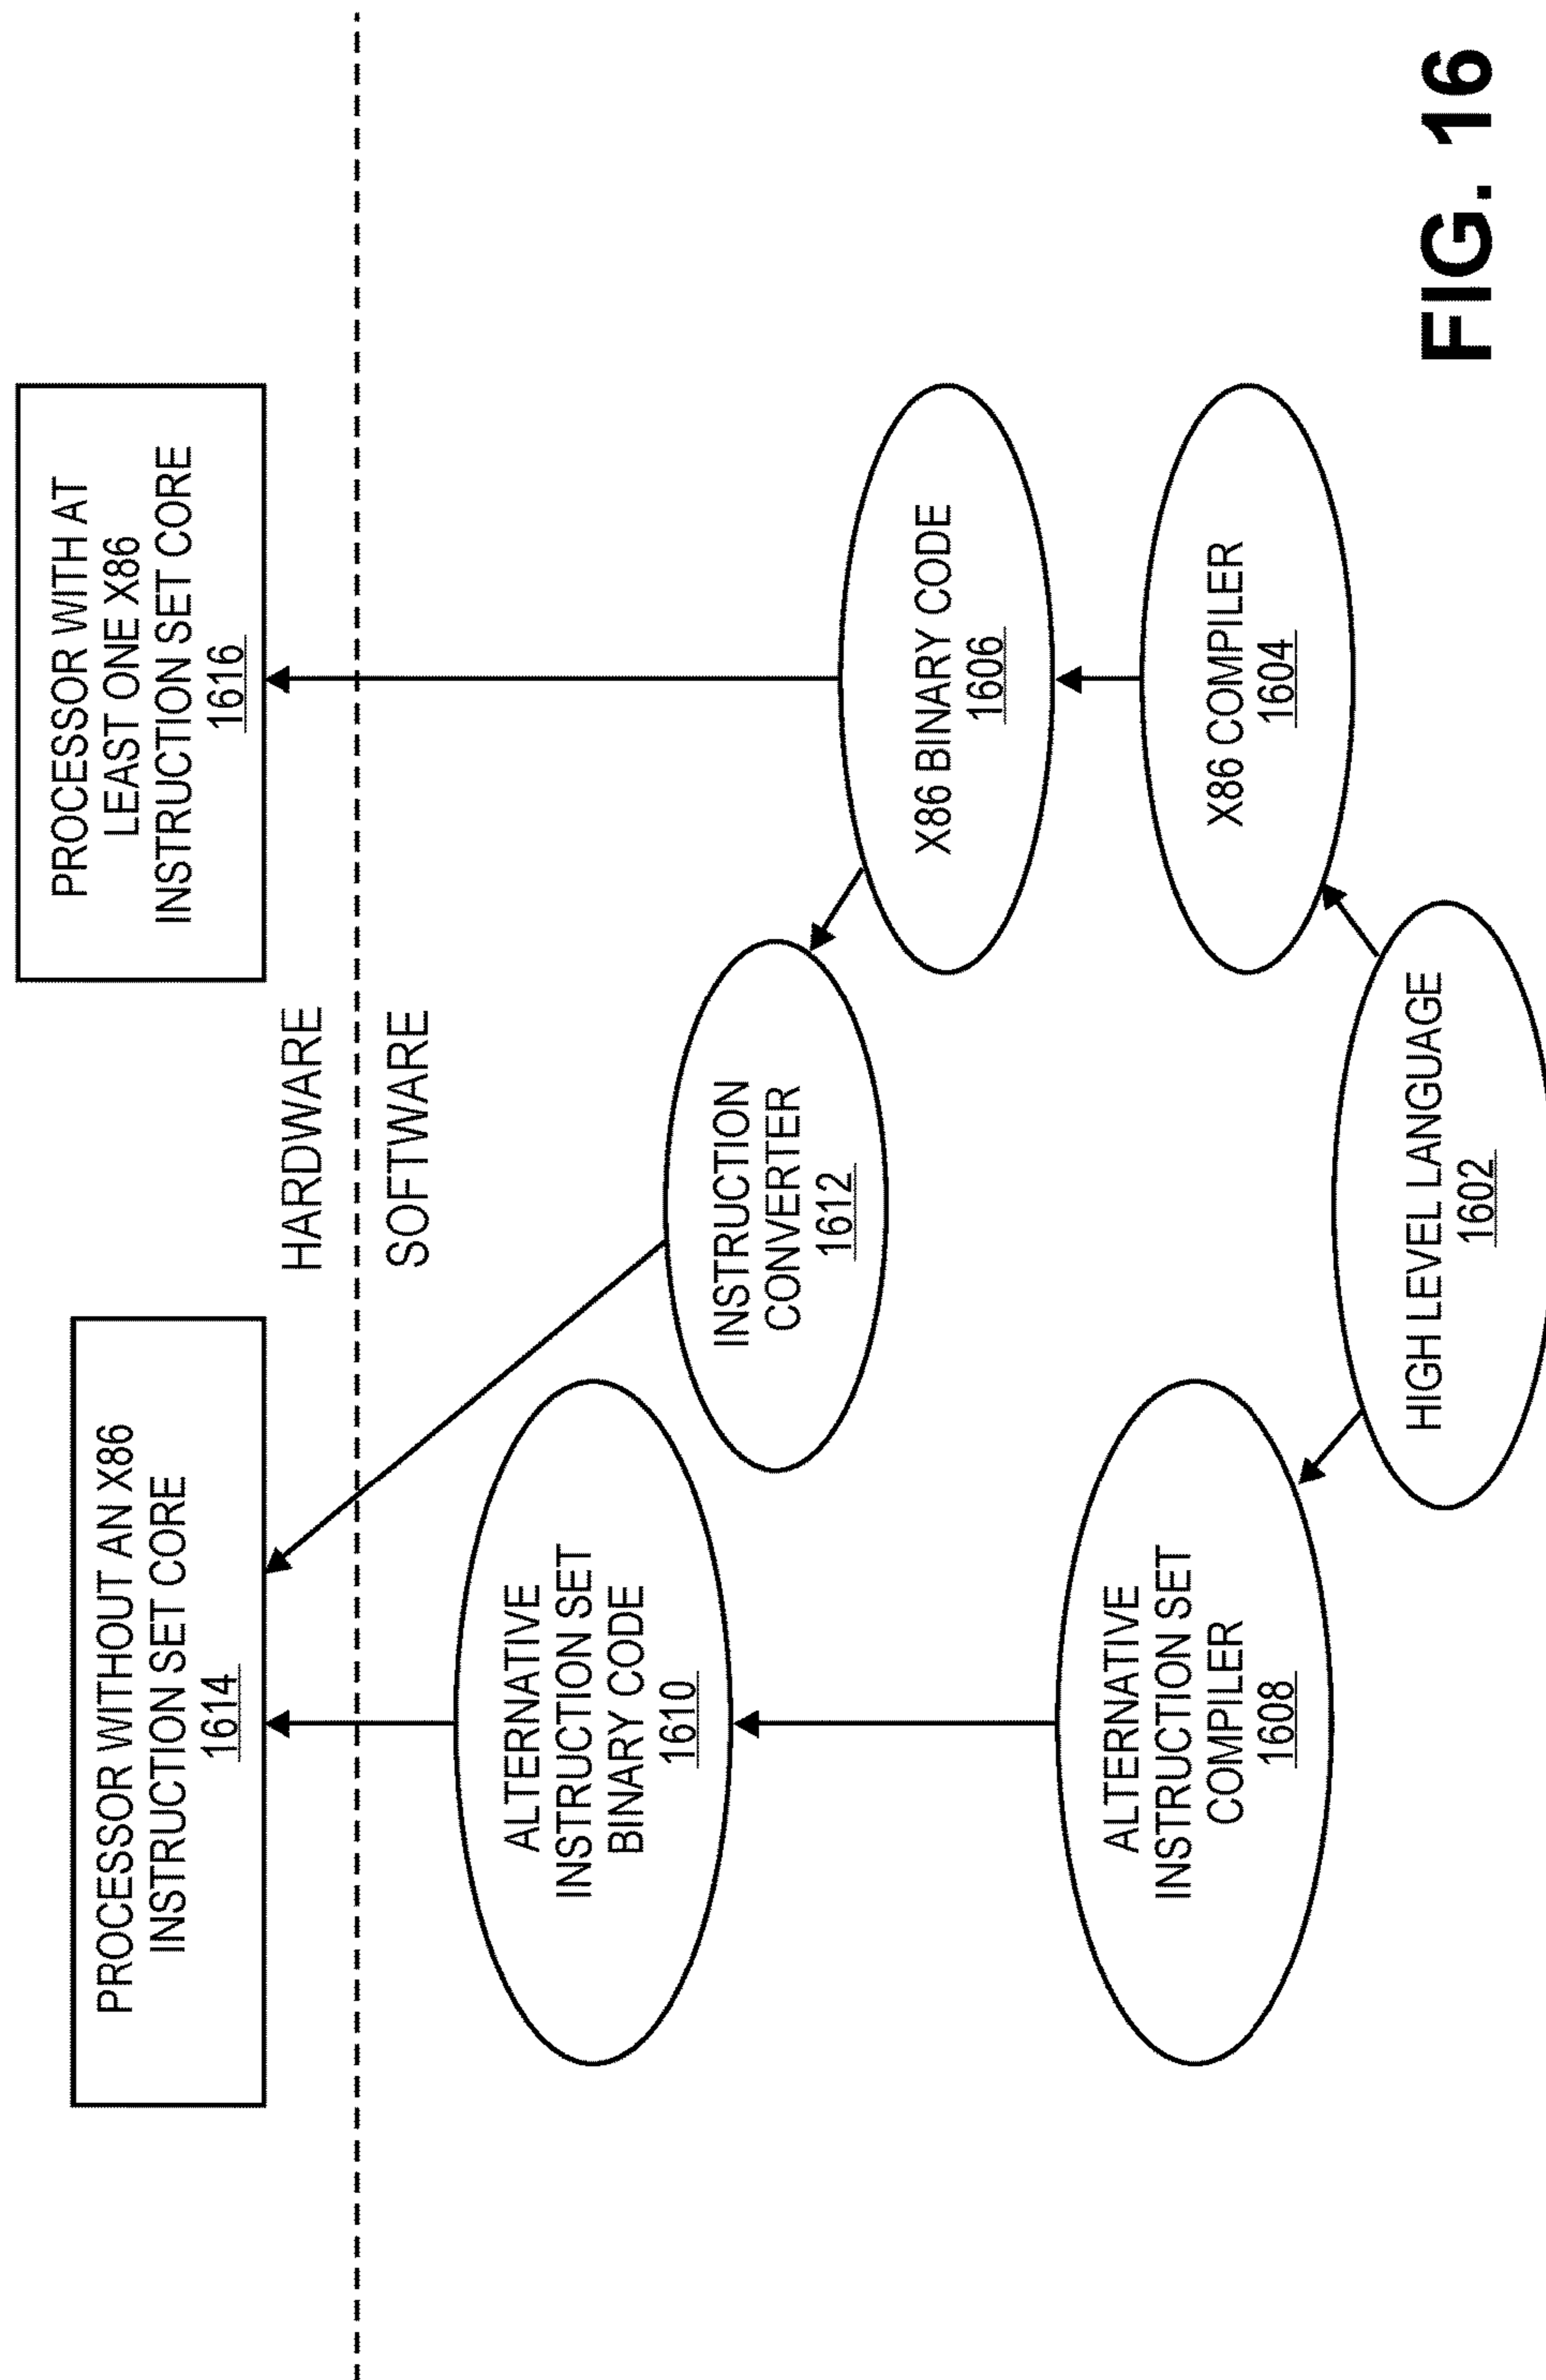 PROCESSOR WITHOUT AN X86
INSTRUCTION SET CORE
1614
PROCESSOR WITH AT
LEAST ONE X86
INSTRUCTION SET CORE
1616
HARDWARE
SOFTWARE
ALTERNATIVE
INSTRUCTION SET
BINARY CODE
1610
INSTRUCTION
CONVERTER
1612
X86 BINARY CODE
1606
ALTERNATIVE
INSTRUCTION SET
COMPILER
1608
X86 COMPILER
1604
HIGH LEVEL LANGUAGE
1602
FIG. 16